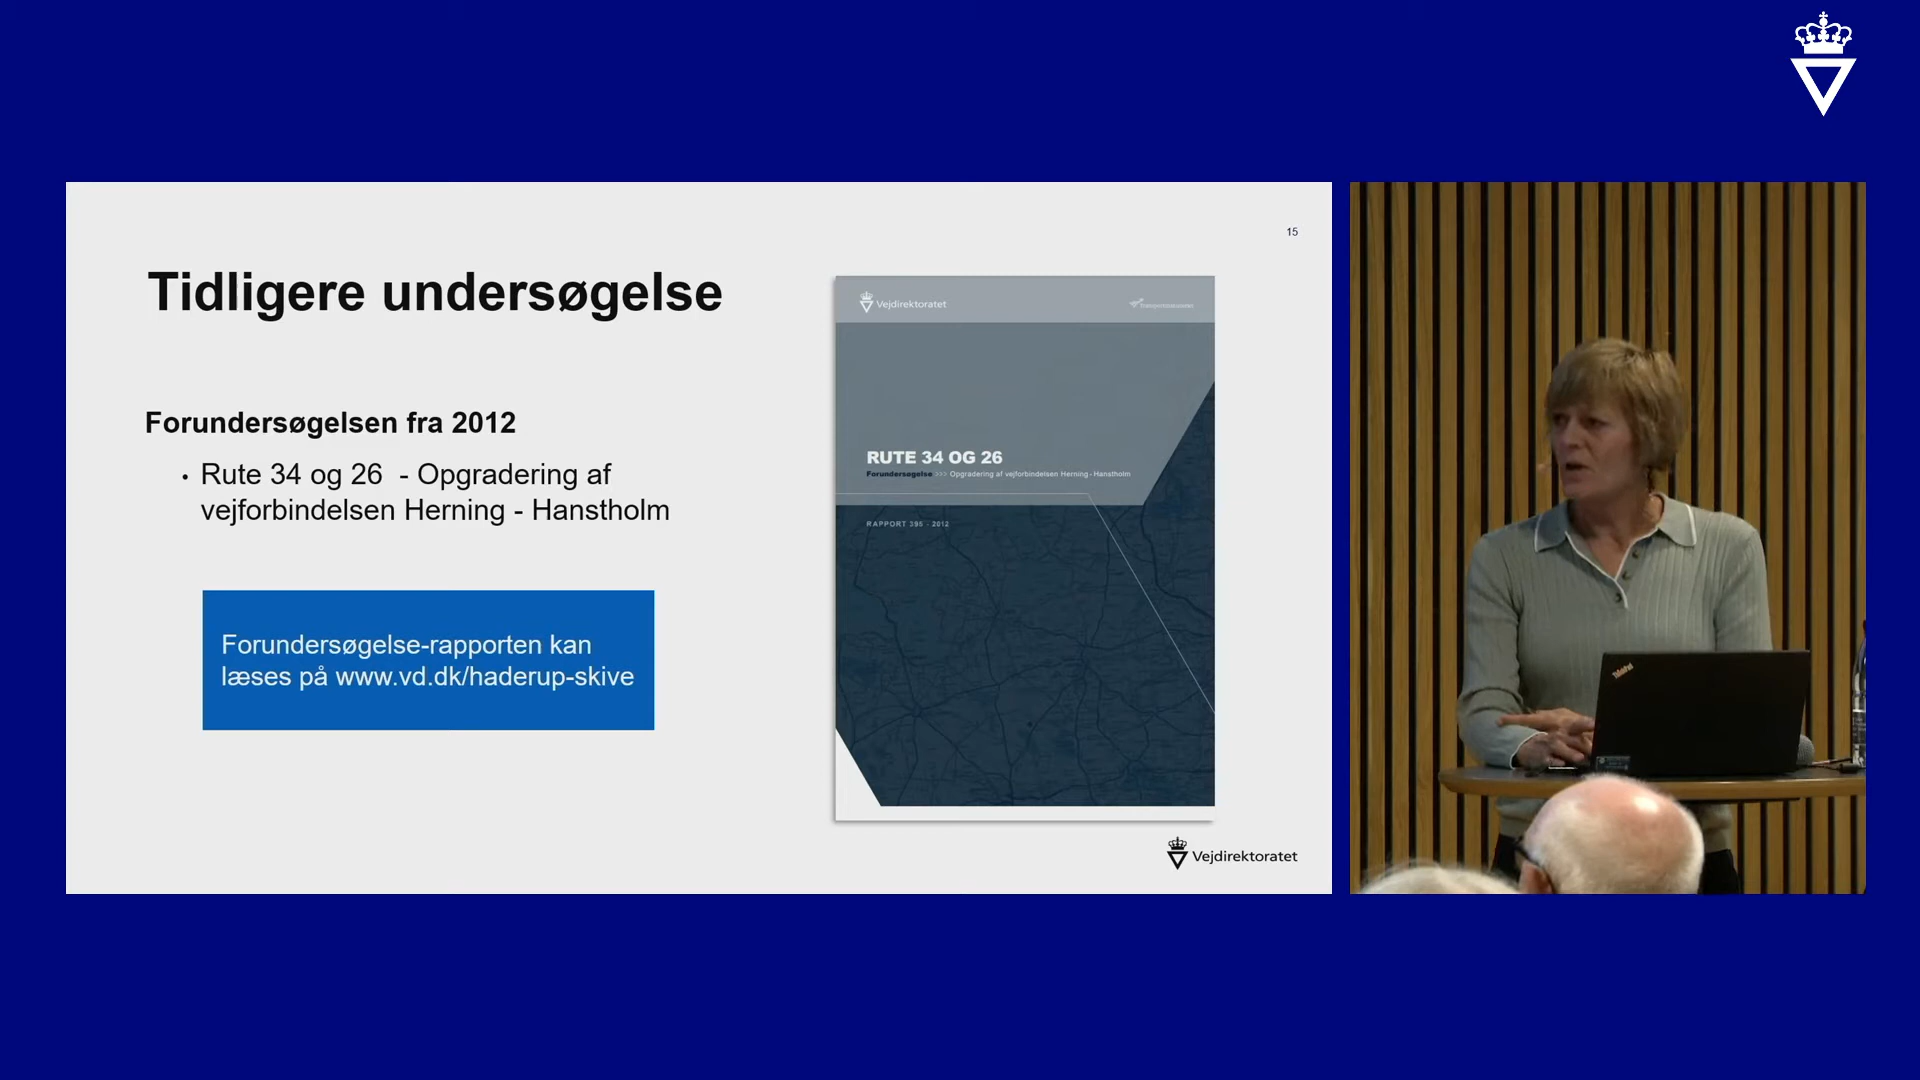 15
Tidligere undersøgelse
Forundersøgelsen fra 2012
• Rute 34 og 26 - Opgradering af
vejforbindelsen Herning - Hanstholm
Forundersøgelse-rapporten kan
læses på www.vd.dk/haderup-skive
Vejdirektoratet
RUTE 34 OG 26
Forundersøgelse >>> Opgradering af vejforbindelsen Herning - Hanstholm
RAPPORT 395 - 2012
Vejdirektoratet
ThinkPad